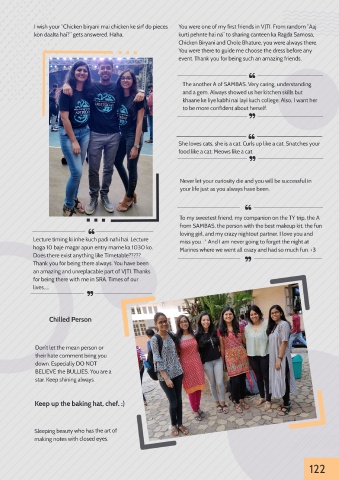 I wish your "Chicken biryani mai chicken ke sirf do pieces
kon daalta hai?" gets answered. Haha.
You were one of my first friends in VJTI. From random "Aaj
kurti pehnte hai na" to sharing canteen ka Ragda Samosa,
Chicken Biryani and Chole Bhature, you were always there.
You were there to guide me choose the dress before any
event. Thank you for being such an amazing friends.
The another A of SAMBAS. Very caring, understanding
and a gem. Always showed us her kitchen skills but
khaane ke liye kabhi nai layi kuch college. Also, I want her
to be more confident about herself
She loves cats, she is a cat. Curls up like a cat. Snatches your
food like a cat. Meows like a cat
Never let your curiosity die and you will be successful in
your life just as you always have been.
To my sweetest friend, my companion on the TY trip, the A
from SAMBAS, the person with the best makeup kit, the fun
loving girl, and my crazy nightout partner. I love you and
miss you. And I am never going to forget the night at
Marines where we went all crazy and had so much fun. <3
Lecture timing ki inhe kuch padi nahi hai. Lecture
hoga 10 baje magar apun entry marne ka 10:30 ko.
Does there exist anything like Timetable?????
Thank you for being there always. You have been
an amazing and unreplacable part of VJTI. Thanks
for being there with me in SRA. Times of our
lives....
Chilled Person
Don't let the mean person or
their hate comment bring you
down. Especially DO NOT
BELIEVE the BULLIES. You are a
star. Keep shining always.
Keep up the baking hat, chef. :)
Sleeping beauty who has the art of
making notes with closed eyes.
122